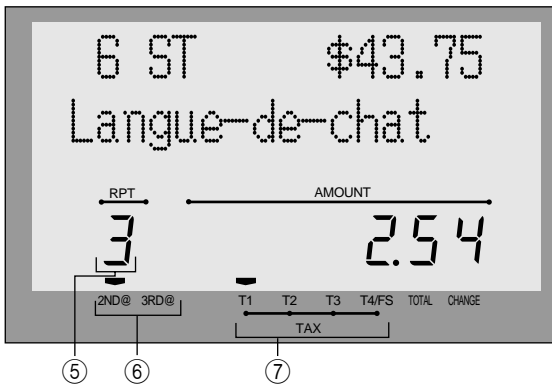 6 ST $43.75
Langue-de-chat
RPT AMOUNT
3 2.54
2ND@ 3RD@ T1 T2 T3 T4/FS TOTAL CHANGE
TAX
⑤ ⑥ ⑦